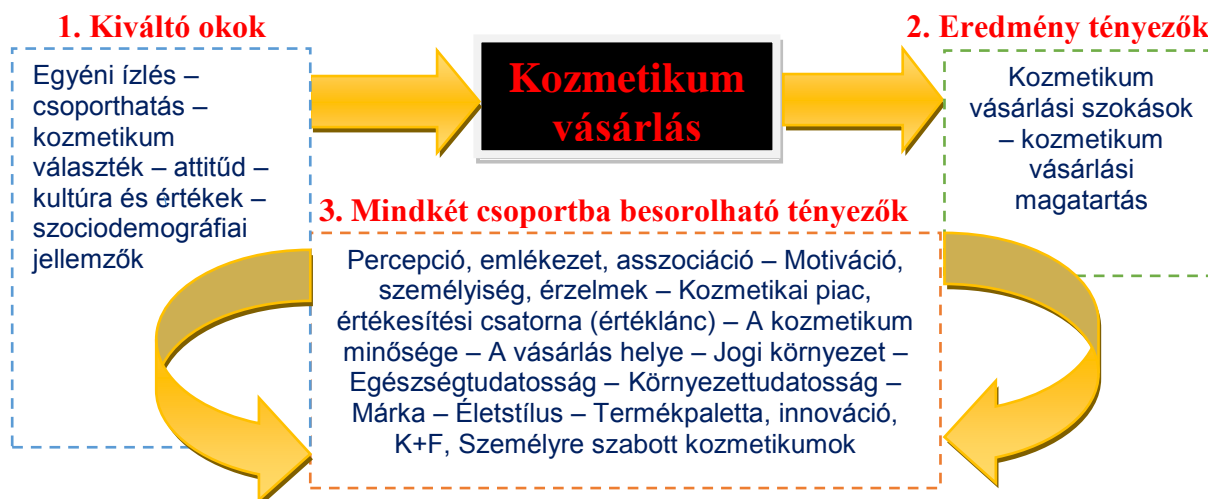 1. Kiváltó okok
Egyéni ízlés –
csoporthatás –
kozmetikum
választék – attitűd –
kultúra és értékek –
szociodemográfiai
jellemzők
Kozmetikum
vásárlás
2. Eredmény tényezők
Kozmetikum
vásárlási szokások
– kozmetikum
vásárlási
magatartás
3. Mindkét csoportba besorolható tényezők
Percepció, emlékezet, asszociáció – Motiváció,
személyiség, érzelmek – Kozmetikai piac,
értékesítési csatorna (értéklánc) – A kozmetikum
minősége – A vásárlás helye – Jogi környezet –
Egészségtudatosság – Környezettudatosság –
Márka – Életstílus – Termékpaletta, innováció,
K+F, Személyre szabott kozmetikumok